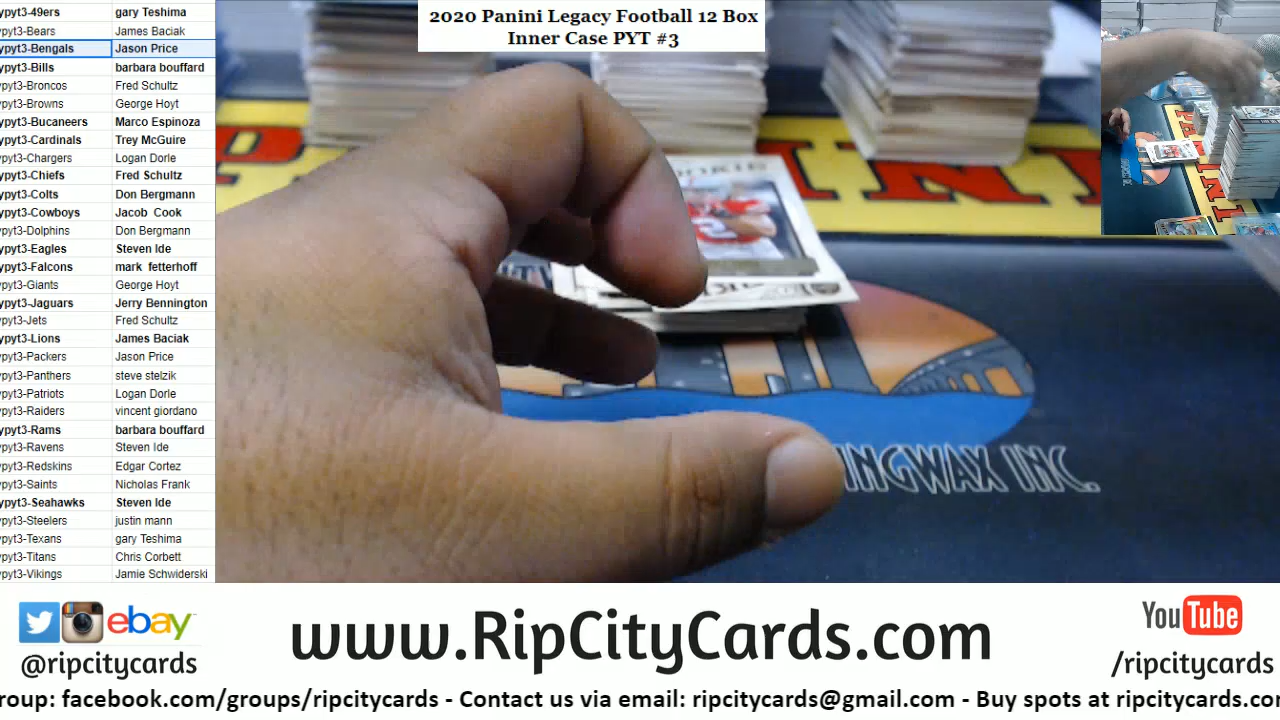 ypyt3-49ers gary Teshima
ypyt3-Bears James Baciak
ypyt3-Bengals Jason Price
ypyt3-Bills barbara bouffard
ypyt3-Broncos Fred Schultz
ypyt3-Browns George Hoyt
ypyt3-Bucaneers Marco Espinoza
ypyt3-Cardinals Trey McGuire
ypyt3-Chargers Logan Dorle
ypyt3-Chiefs Fred Schultz
ypyt3-Colts Don Bergmann
ypyt3-Cowboys Jacob Cook
ypyt3-Dolphins Don Bergmann
ypyt3-Eagles Steven Ide
ypyt3-Falcons mark fetterhoff
ypyt3-Giants George Hoyt
ypyt3-Jaguars Jerry Bennington
ypyt3-Jets Fred Schultz
ypyt3-Lions James Baciak
ypyt3-Packers Jason Price
ypyt3-Panthers steve stelzik
ypyt3-Patriots Logan Dorle
ypyt3-Raiders vincent giordano
ypyt3-Rams barbara bouffard
ypyt3-Ravens Steven Ide
ypyt3-Redskins Edgar Cortez
ypyt3-Saints Nicholas Frank
ypyt3-Seahawks Steven Ide
ypyt3-Steelers justin mann
ypyt3-Texans gary Teshima
ypyt3-Titans Chris Corbett
ypyt3-Vikings Jamie Schwiderski
2020 Panini Legacy Football 12 Box
Inner Case PYT #3
INGWAX INC.
ebay
@ripcitycards
www.RipCityCards.com
YouTube
/ripcitycards
group: facebook.com/groups/ripcitycards - Contact us via email: ripcitycards@gmail.com - Buy spots at ripcitycards.com